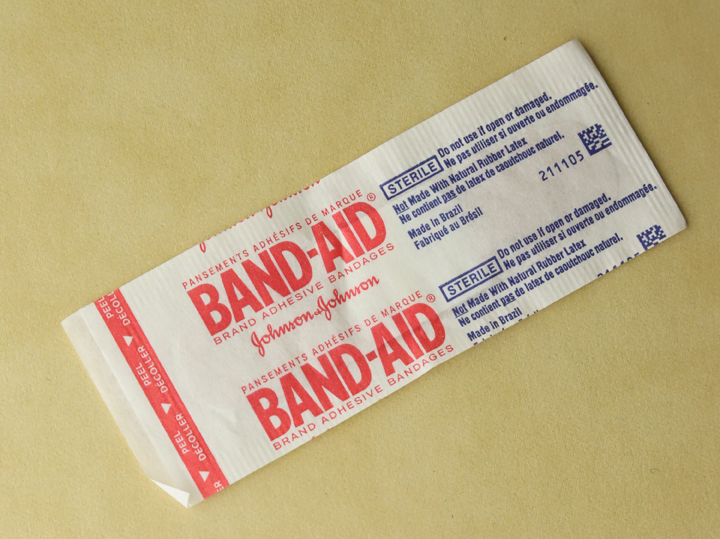 PANSEMENTS ADHÉSIFS DE MARQUE
BAND-AID®
BRAND ADHESIVE BANDAGES
Johnson & Johnson
PANSEMENTS ADHÉSIFS DE MARQUE
BAND-AID®
BRAND ADHESIVE BANDAGES
STERILE
Do not use if open or damaged.
Ne pas utiliser si ouverte ou endommagée.
Not Made With Natural Rubber Latex
Ne contient pas de latex de caoutchouc naturel.
Made in Brazil
Fabriqué au Brésil
211105
STERILE
Do not use if open or damaged.
Ne pas utiliser si ouverte ou endommagée.
Not Made With Natural Rubber Latex
Ne contient pas de latex de caoutchouc naturel.
Made in Brazil
PEEL DÉCOLLER
PEEL DÉCOLLER
PEEL DÉCOLLER